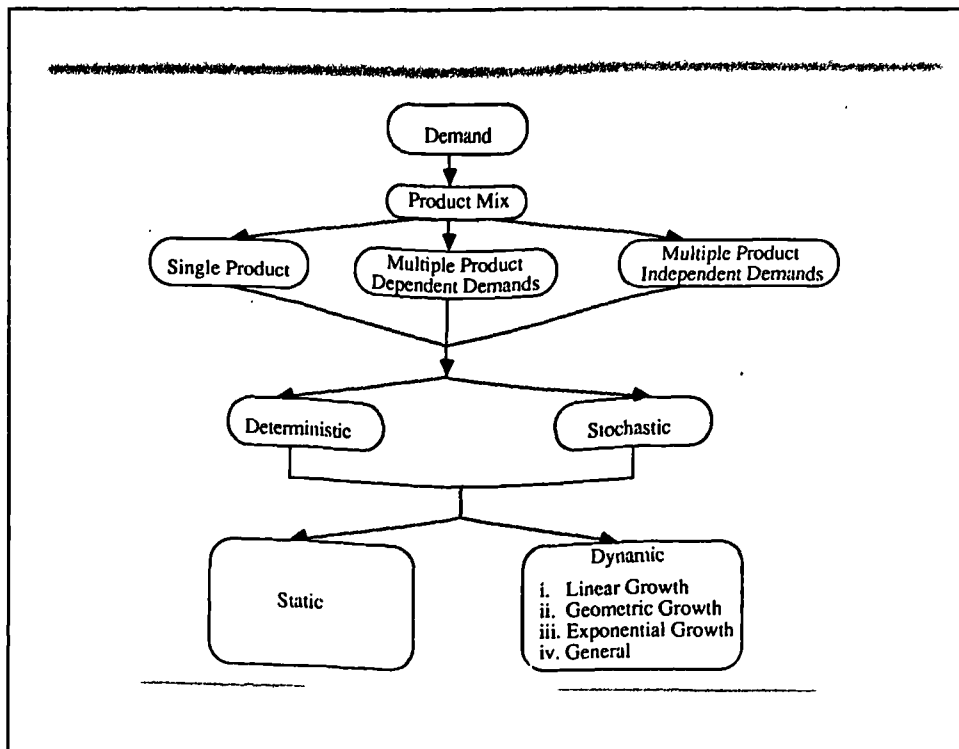 Demand
Product Mix
Single Product
Multiple Product
Dependent Demands
Multiple Product
Independent Demands
Deterministic
Stochastic
Static
Dynamic
i. Linear Growth
ii. Geometric Growth
iii. Exponential Growth
iv. General